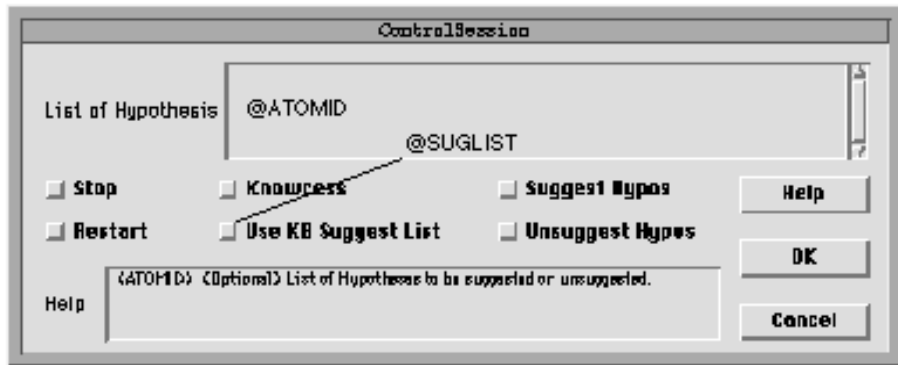 ControlSession
List of Hypothesis
@ATOMID
@SUGLIST
Stop
Knowcess
Suggest Hypos
Help
Restart
Use KB Suggest List
Unsuggest Hypos
OK
Help
(ATOMID) (Optional) List of Hypotheses to be suggested or unsuggested.
Cancel